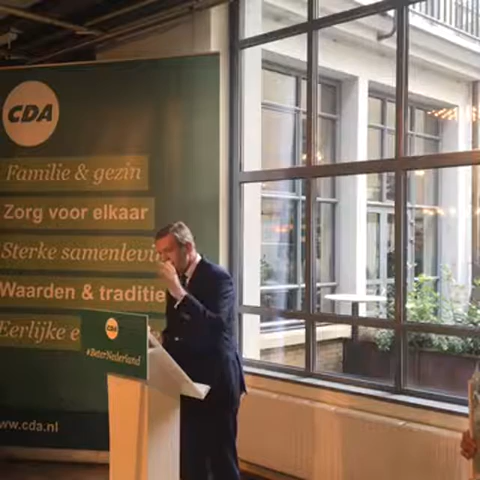 CDA
Familie & gezin
Zorg voor elkaar
Sterke samenlevi
Waarden & traditie
Eerlijke e
www.cda.nl
CDA
#BeterNederland